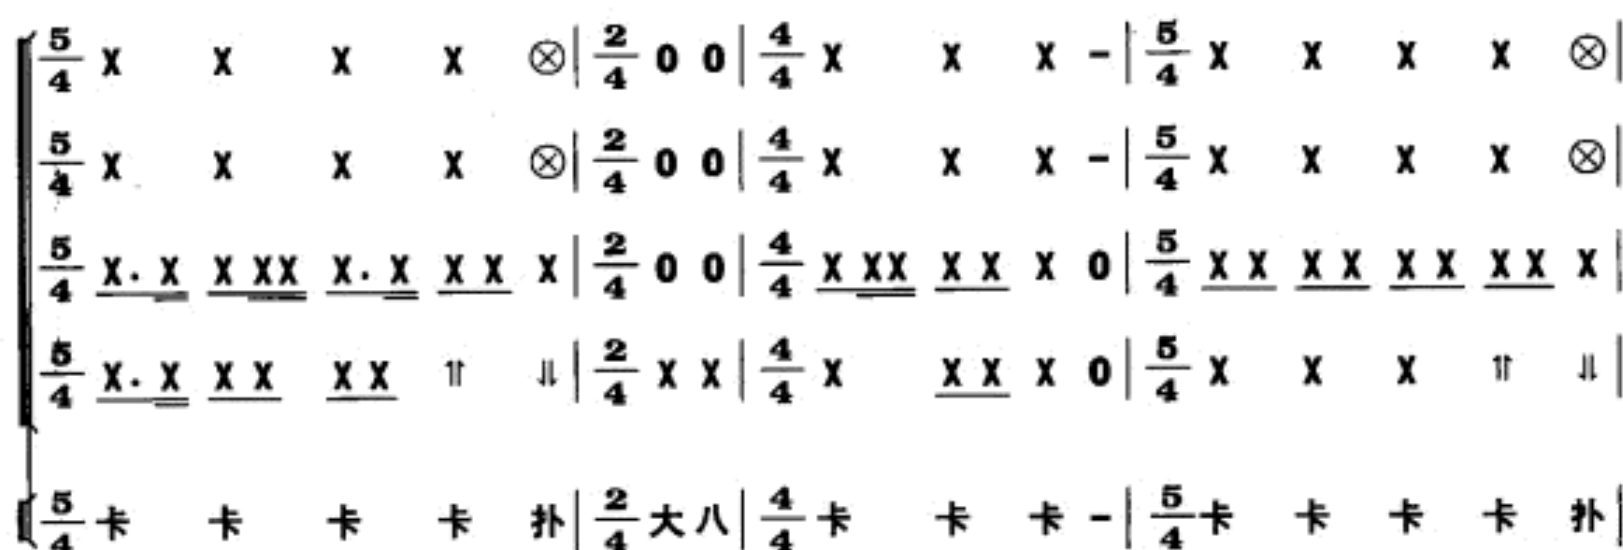 5/4 X X X X ⊗ | 2/4 0 0 | 4/4 X X X - | 5/4 X X X X ⊗ |
5/4 X X X X ⊗ | 2/4 0 0 | 4/4 X X X - | 5/4 X X X X ⊗ |
5/4 X. X X XX X. X X X X | 2/4 0 0 | 4/4 X XX X X X 0 | 5/4 X X X X X X X X X |
5/4 X. X X X X X ⇈ ⇊ | 2/4 X X | 4/4 X X X X 0 | 5/4 X X X ⇈ ⇊ |
5/4 卡 卡 卡 卡 扑 | 2/4 大 八 | 4/4 卡 卡 卡 - | 5/4 卡 卡 卡 卡 扑 |